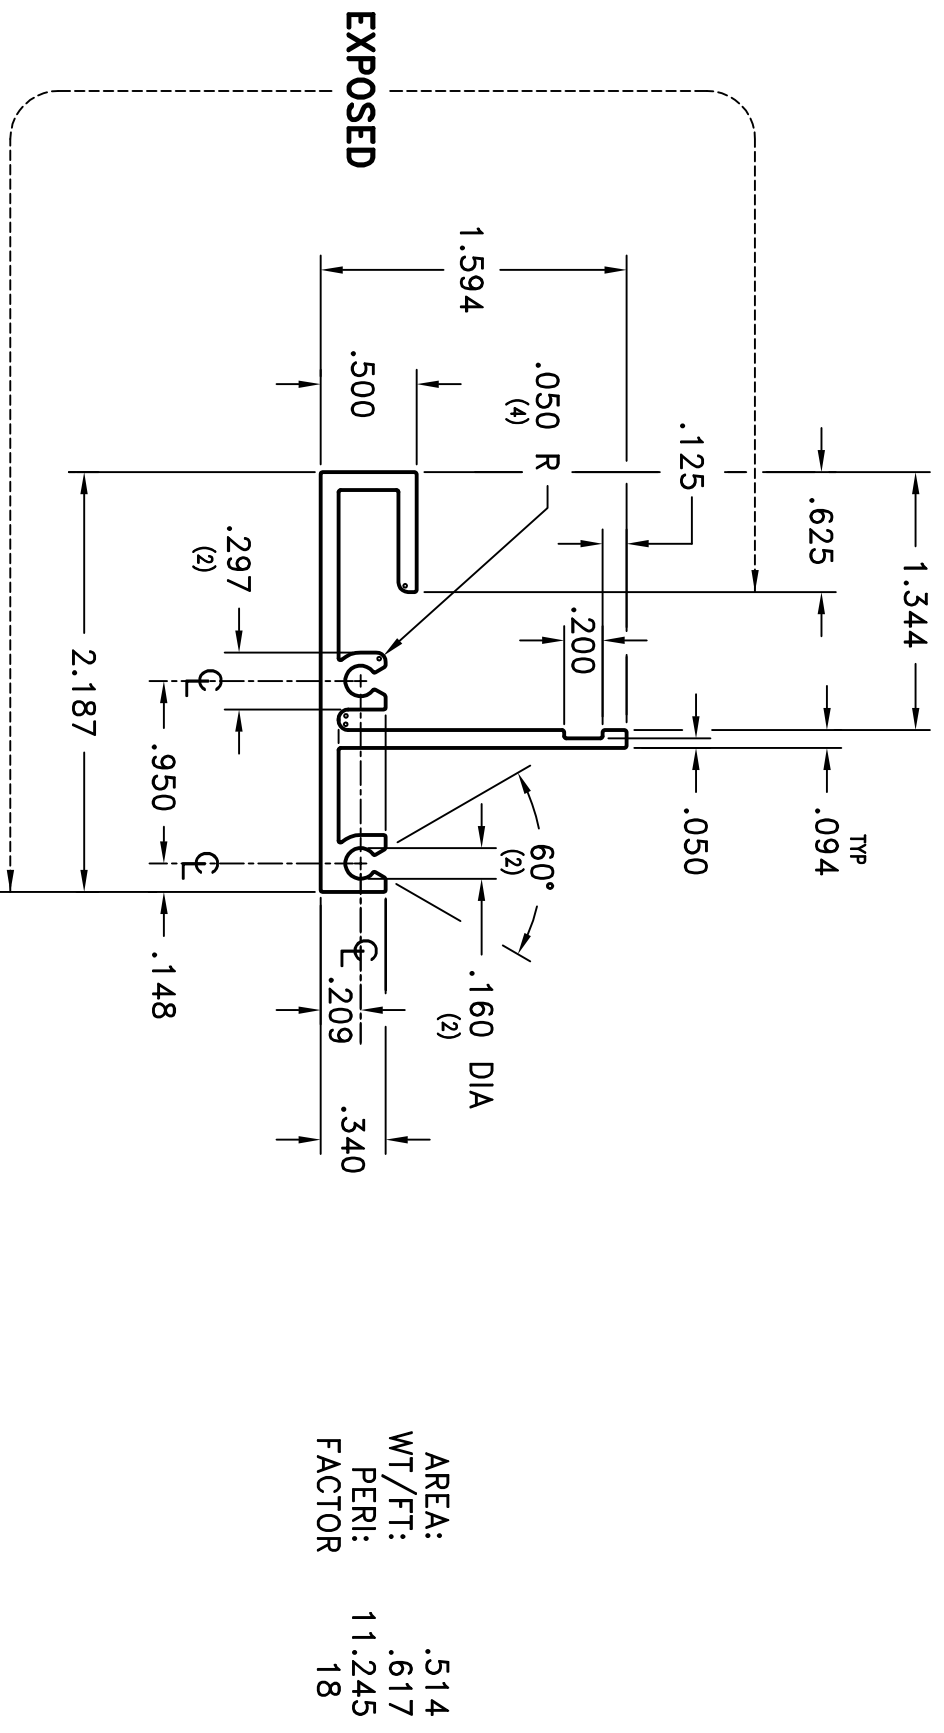 EXPOSED
1.594
.500
.050 R
(4)
.125
.625
1.344
.200
.297
(2)
2.187
.950
.050
.094
TYP
60°
(2)
.148
.209
.160 DIA
(2)
.340
AREA: .514
WT/FT: .617
PERI: 11.245
FACTOR 18